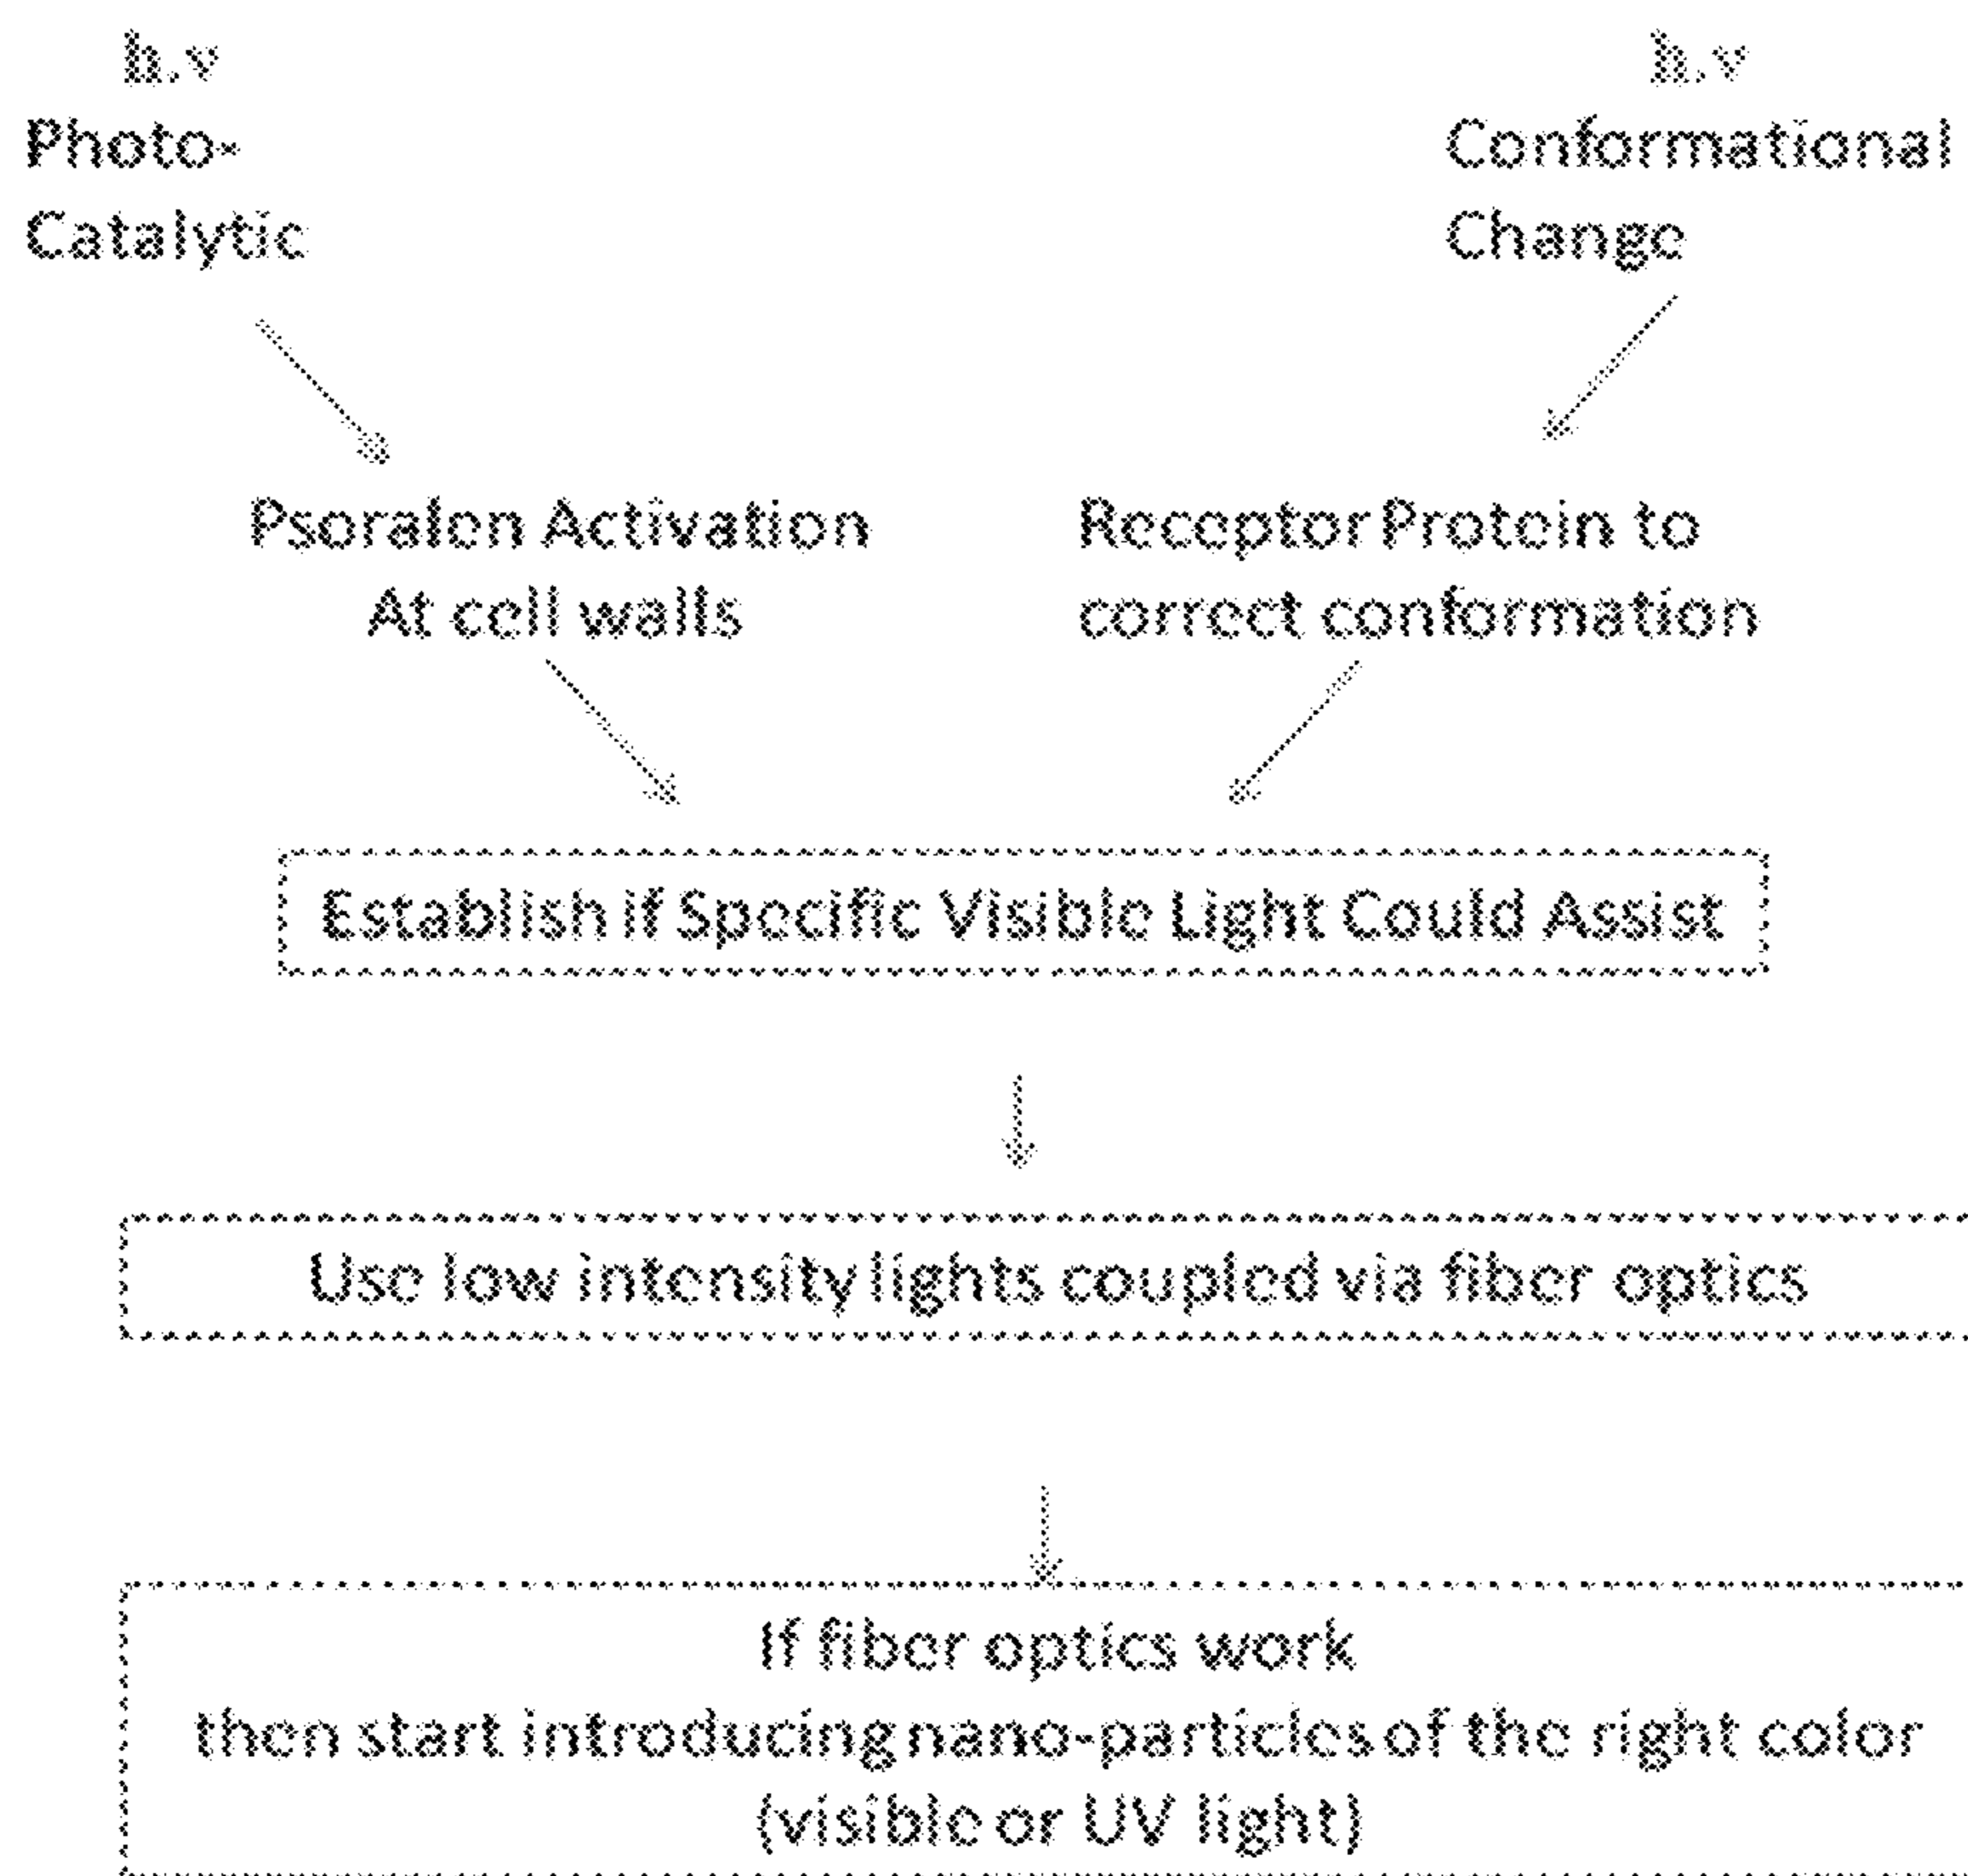 h.v
Photo-
Catalytic
h.v
Conformational
Change
Psoralen Activation
At cell walls
Receptor Protein to
correct conformation
Establish if Specific Visible Light Could Assist
Use low intensity lights coupled via fiber optics
If fiber optics work
then start introducing nano-particles of the right color
(visible or UV light)